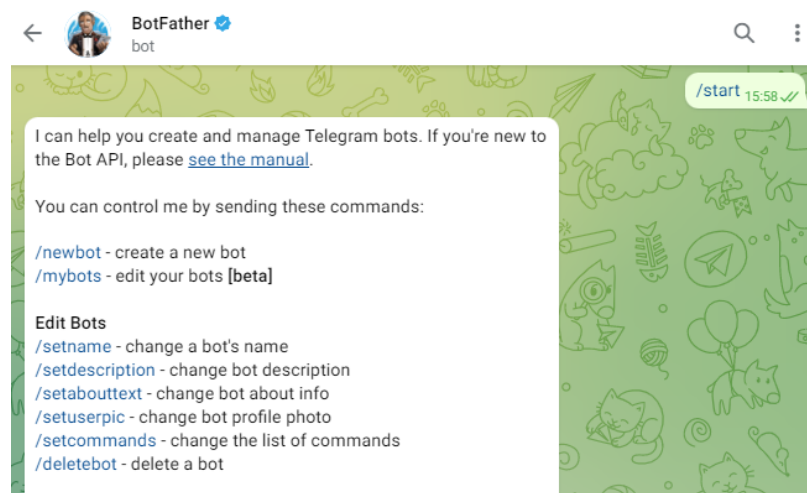 BotFather
bot
/start 15:58
I can help you create and manage Telegram bots. If you're new to
the Bot API, please see the manual.
You can control me by sending these commands:
/newbot - create a new bot
/mybots - edit your bots [beta]
Edit Bots
/setname - change a bot's name
/setdescription - change bot description
/setabouttext - change bot about info
/setuserpic - change bot profile photo
/setcommands - change the list of commands
/deletebot - delete a bot